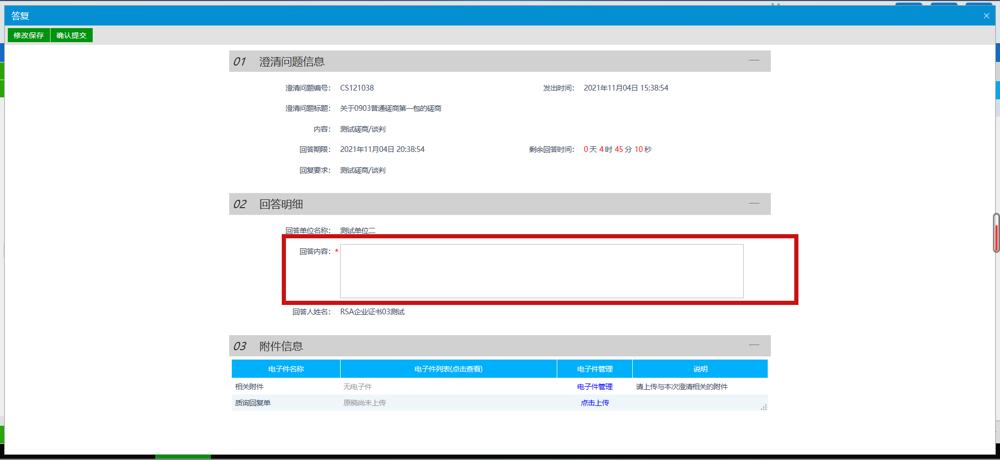 答复
修改保存 确认提交
01 澄清问题信息
澄清问题编号： CS121038 发出时间： 2021年11月04日 15:38:54
澄清问题标题： 关于0903普通磋商第一包的磋商
内容： 测试磋商/谈判
回答期限： 2021年11月04日 20:38:54 剩余回答时间： 0 天 4 时 45 分 10 秒
回复要求： 测试磋商/谈判
02 回答明细
回答单位名称： 测试单位二
回答内容：*
回答人姓名： RSA企业证书03测试
03 附件信息
电子件名称 电子件列表(点击查看) 电子件管理 说明
相关附件 无电子件 电子件管理 请上传与本次澄清相关的附件
质询回复单 原稿尚未上传 点击上传